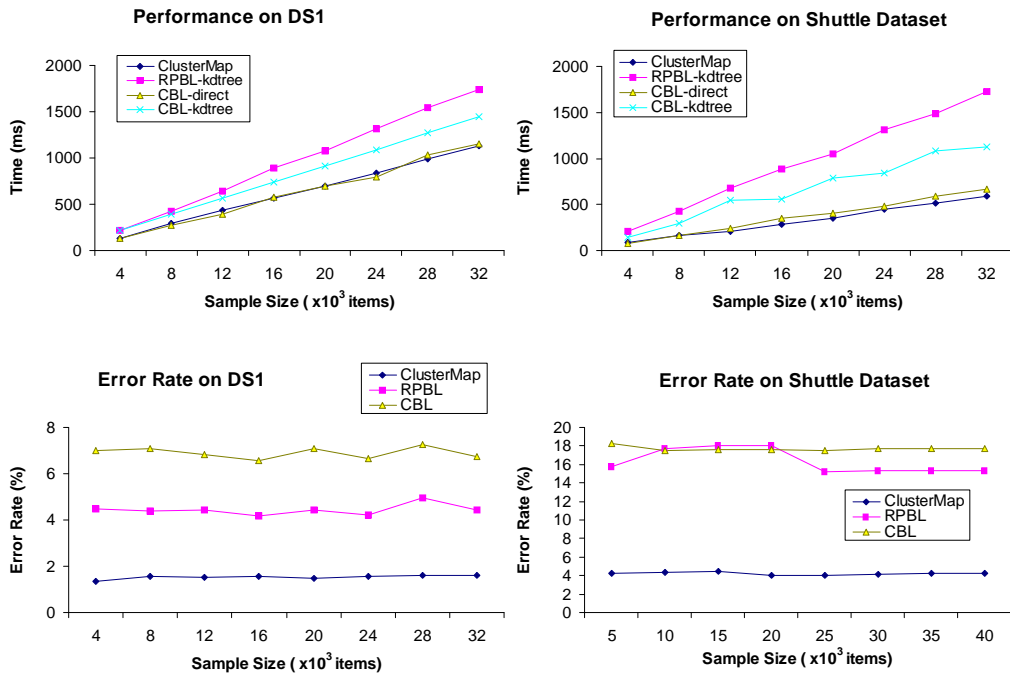 Performance on DS1
ClusterMap
RPBL-kdtree
CBL-direct
CBL-kdtree
2000
1500
1000
500
0
Time (ms)
4 8 12 16 20 24 28 32
Sample Size ( x10³ items)
Performance on Shuttle Dataset
ClusterMap
RPBL-kdtree
CBL-direct
CBL-kdtree
2000
1500
1000
500
0
Time (ms)
4 8 12 16 20 24 28 32
Sample Size ( x10³ items)
Error Rate on DS1
ClusterMap
RPBL
CBL
8
6
4
2
0
Error Rate (%)
4 8 12 16 20 24 28 32
Sample Size ( x10³ items)
Error Rate on Shuttle Dataset
20
18
16
14
12
10
8
6
4
2
0
Error Rate (%)
ClusterMap
RPBL
CBL
5 10 15 20 25 30 35 40
Sample Size ( x10³ items)